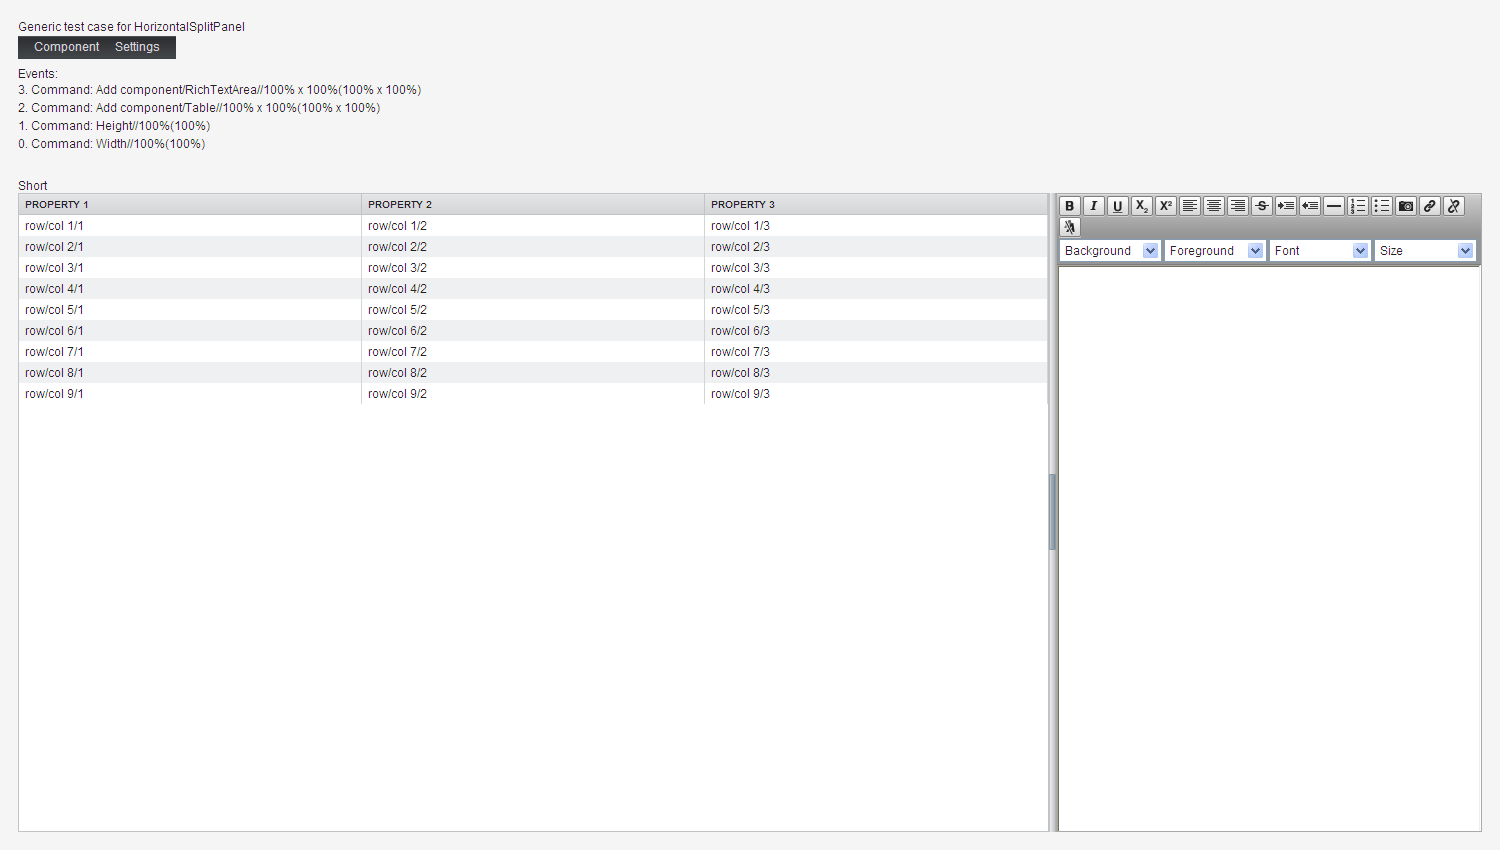 Generic test case for HorizontalSplitPanel
Component Settings
Events:
3. Command: Add component/RichTextArea//100% x 100%(100% x 100%)
2. Command: Add component/Table//100% x 100%(100% x 100%)
1. Command: Height//100%(100%)
0. Command: Width//100%(100%)
Short
PROPERTY 1 PROPERTY 2 PROPERTY 3
row/col 1/1 row/col 1/2 row/col 1/3
row/col 2/1 row/col 2/2 row/col 2/3
row/col 3/1 row/col 3/2 row/col 3/3
row/col 4/1 row/col 4/2 row/col 4/3
row/col 5/1 row/col 5/2 row/col 5/3
row/col 6/1 row/col 6/2 row/col 6/3
row/col 7/1 row/col 7/2 row/col 7/3
row/col 8/1 row/col 8/2 row/col 8/3
row/col 9/1 row/col 9/2 row/col 9/3
B I U X₂ X² S
Background Foreground Font Size